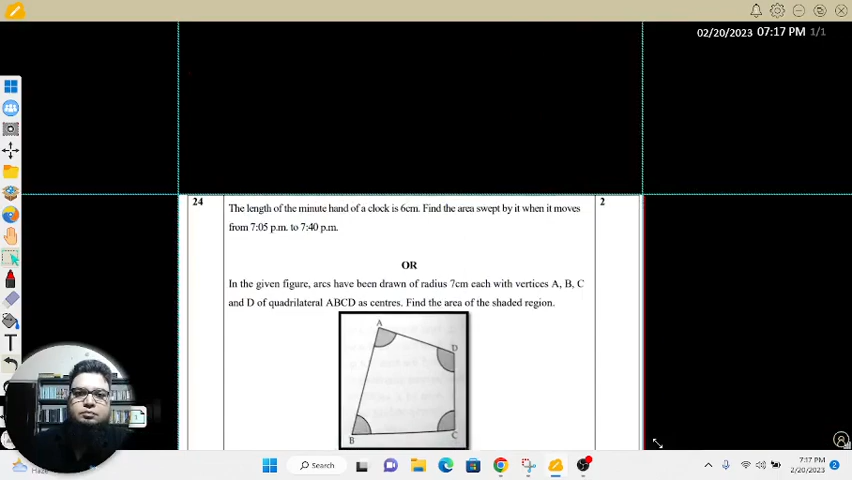 02/20/2023 07:17 PM 1/1
24
The length of the minute hand of a clock is 6cm. Find the area swept by it when it moves
2
from 7:05 p.m. to 7:40 p.m.
OR
In the given figure, arcs have been drawn of radius 7cm each with vertices A, B, C
and D of quadrilateral ABCD as centres. Find the area of the shaded region.
A
D
B
C
T
1
Haze
Search
7:17 PM
2/20/2023
2